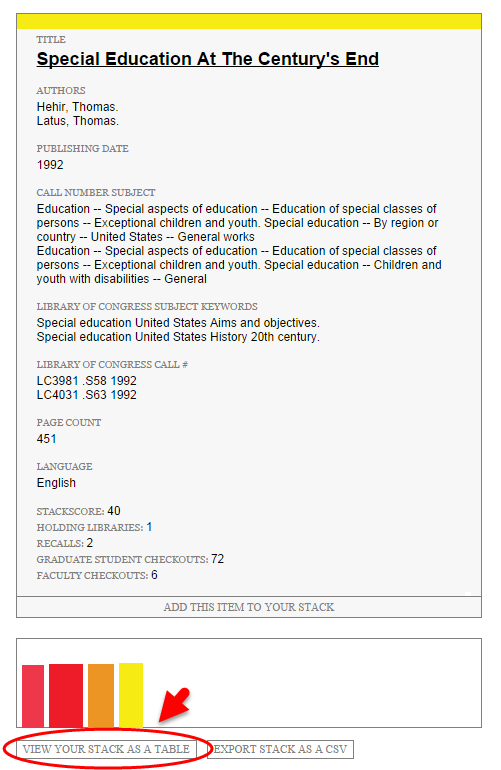 TITLE
Special Education At The Century's End
AUTHORS
Hehir, Thomas.
Latus, Thomas.
PUBLISHING DATE
1992
CALL NUMBER SUBJECT
Education -- Special aspects of education -- Education of special classes of
persons -- Exceptional children and youth. Special education -- By region or
country -- United States -- General works
Education -- Special aspects of education -- Education of special classes of
persons -- Exceptional children and youth. Special education -- Children and
youth with disabilities -- General
LIBRARY OF CONGRESS SUBJECT KEYWORDS
Special education United States Aims and objectives.
Special education United States History 20th century.
LIBRARY OF CONGRESS CALL #
LC3981 .S58 1992
LC4031 .S63 1992
PAGE COUNT
451
LANGUAGE
English
STACKSCORE: 40
HOLDING LIBRARIES: 1
RECALLS: 2
GRADUATE STUDENT CHECKOUTS: 72
FACULTY CHECKOUTS: 6
ADD THIS ITEM TO YOUR STACK
VIEW YOUR STACK AS A TABLE
EXPORT STACK AS A CSV